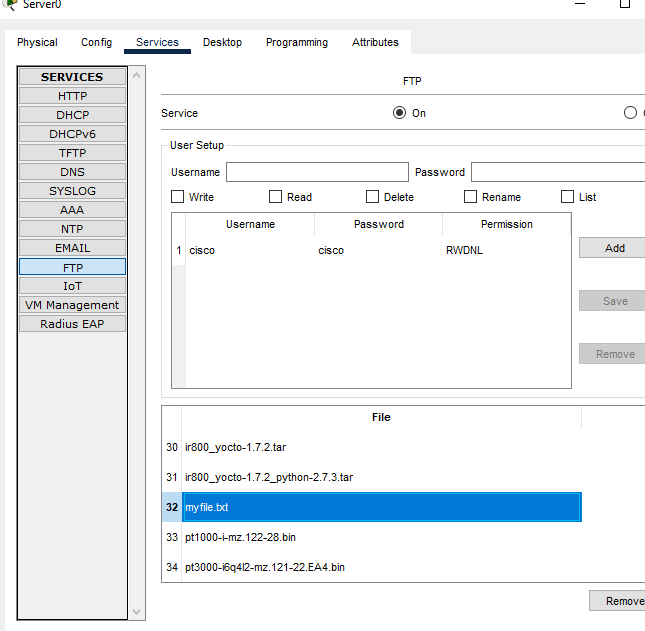 Server0
Physical Config Services Desktop Programming Attributes
SERVICES
HTTP
DHCP
DHCPv6
TFTP
DNS
SYSLOG
AAA
NTP
EMAIL
FTP
IoT
VM Management
Radius EAP
FTP
Service On
User Setup
Username Password
Write Read Delete Rename List
Username Password Permission
1 cisco cisco RWDNL
Add
Save
Remove
File
30 ir800_yocto-1.7.2.tar
31 ir800_yocto-1.7.2_python-2.7.3.tar
32 myfile.txt
33 pt1000-i-mz.122-28.bin
34 pt3000-i6q4l2-mz.121-22.EA4.bin
Remove